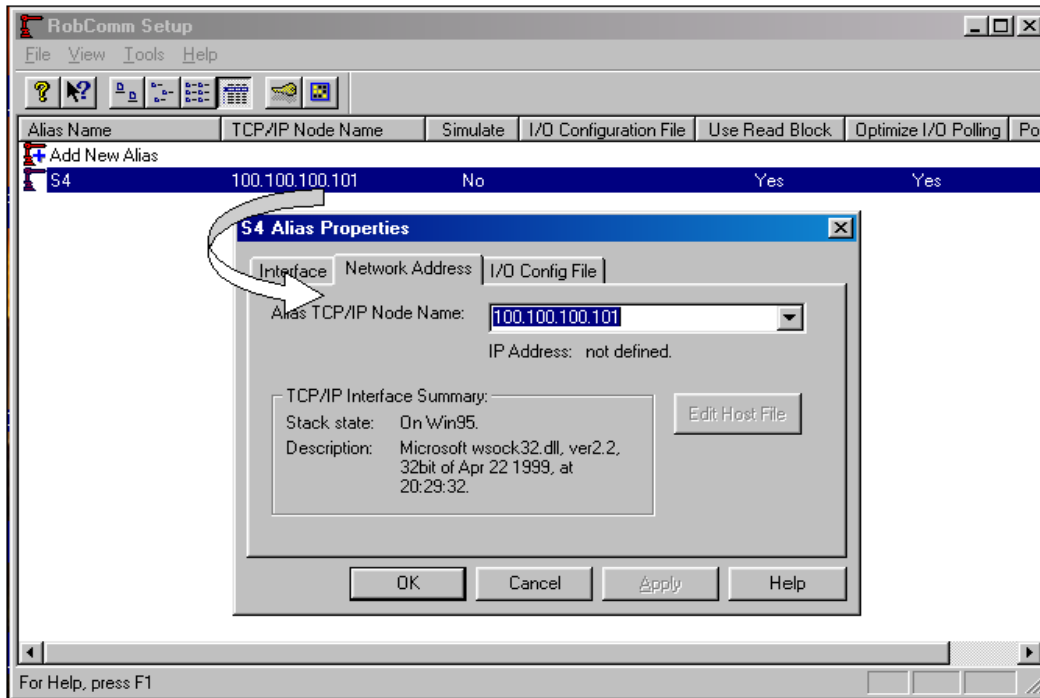 RobComm Setup
File View Tools Help
Alias Name TCP/IP Node Name Simulate I/O Configuration File Use Read Block Optimize I/O Polling Po
Add New Alias
S4 100.100.100.101 No Yes Yes
S4 Alias Properties
Interface Network Address I/O Config File
Alias TCP/IP Node Name: 100.100.100.101
IP Address: not defined.
TCP/IP Interface Summary:
Stack state: On Win95.
Edit Host File
Description: Microsoft wsock32.dll, ver2.2,
32bit of Apr 22 1999, at
20:29:32.
OK Cancel Apply Help
For Help, press F1